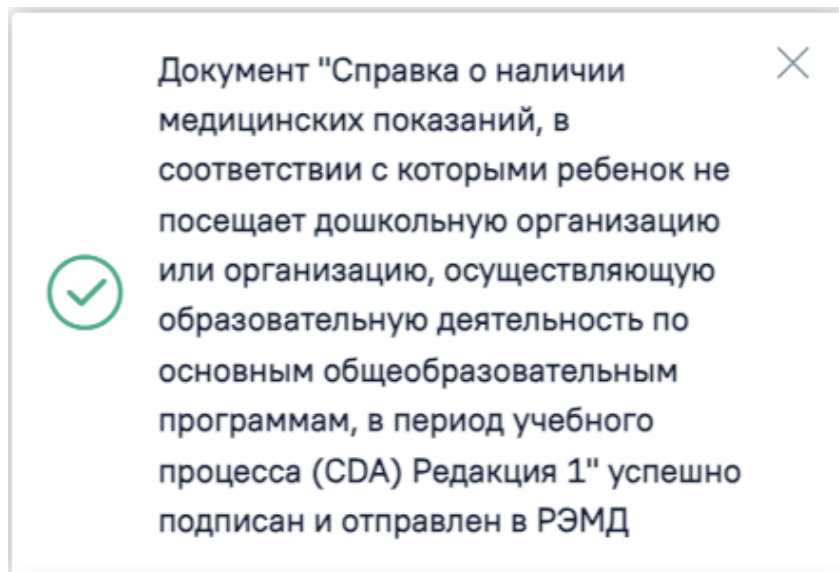 Документ "Справка о наличии
медицинских показаний, в
соответствии с которыми ребенок не
посещает дошкольную организацию
или организацию, осуществляющую
образовательную деятельность по
основным общеобразовательным
программам, в период учебного
процесса (CDA) Редакция 1" успешно
подписан и отправлен в РЭМД